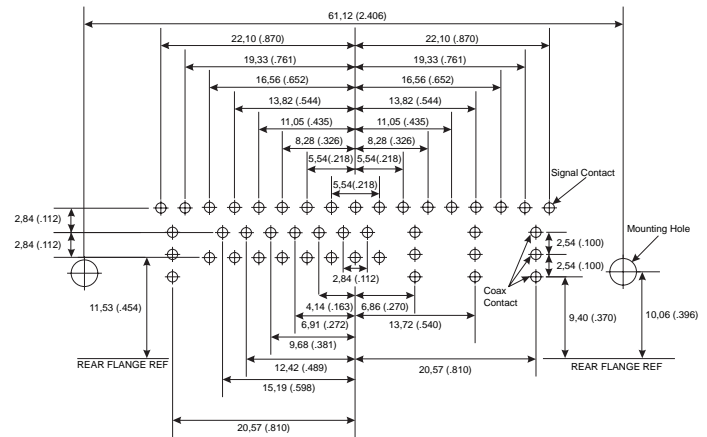 61,12 (2.406)
22,10 (.870) 22,10 (.870)
19,33 (.761) 19,33 (.761)
16,56 (.652) 16,56 (.652)
13,82 (.544) 13,82 (.544)
11,05 (.435) 11,05 (.435)
8,28 (.326) 8,28 (.326)
5,54(.218) 5,54(.218)
5,54(.218)
Signal Contact
2,84 (.112)
Mounting Hole
2,84 (.112)
2,54 (.100)
2,54 (.100)
2,84 (.112)
Coax
Contact
11,53 (.454)
4,14 (.163) 6,86 (.270)
9,40 (.370)
10,06 (.396)
6,91 (.272)
13,72 (.540)
9,68 (.381)
REAR FLANGE REF REAR FLANGE REF
12,42 (.489)
20,57 (.810)
15,19 (.598)
20,57 (.810)